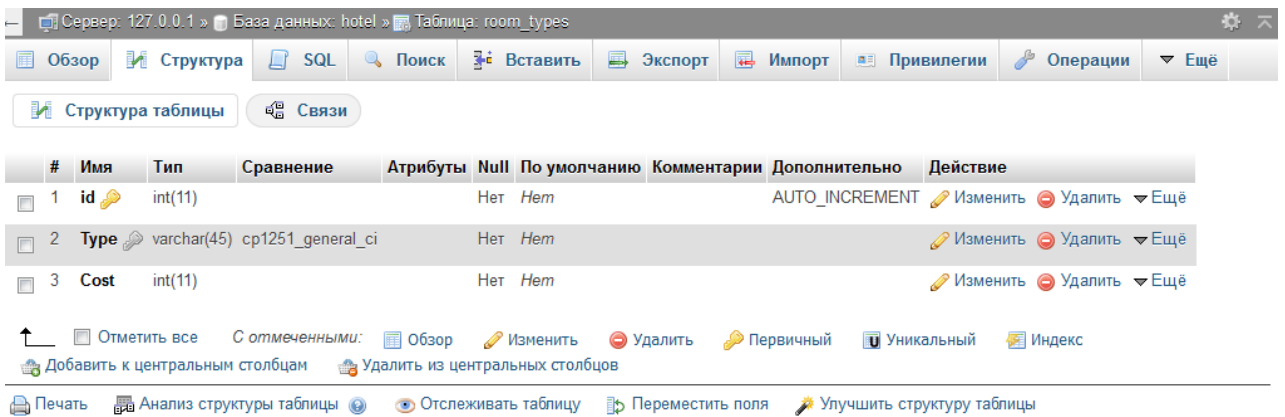 Сервер: 127.0.0.1 » База данных: hotel » Таблица: room_types
Обзор Структура SQL Поиск Вставить Экспорт Импорт Привилегии Операции Ещё
Структура таблицы Связи
# Имя Тип Сравнение Атрибуты Null По умолчанию Комментарии Дополнительно Действие
1 id int(11) Нет Нет AUTO_INCREMENT Изменить Удалить Ещё
2 Type varchar(45) cp1251_general_ci Нет Нет Изменить Удалить Ещё
3 Cost int(11) Нет Нет Изменить Удалить Ещё
Отметить все С отмеченными: Обзор Изменить Удалить Первичный Уникальный Индекс
Добавить к центральным столбцам Удалить из центральных столбцов
Печать Анализ структуры таблицы Отслеживать таблицу Переместить поля Улучшить структуру таблицы